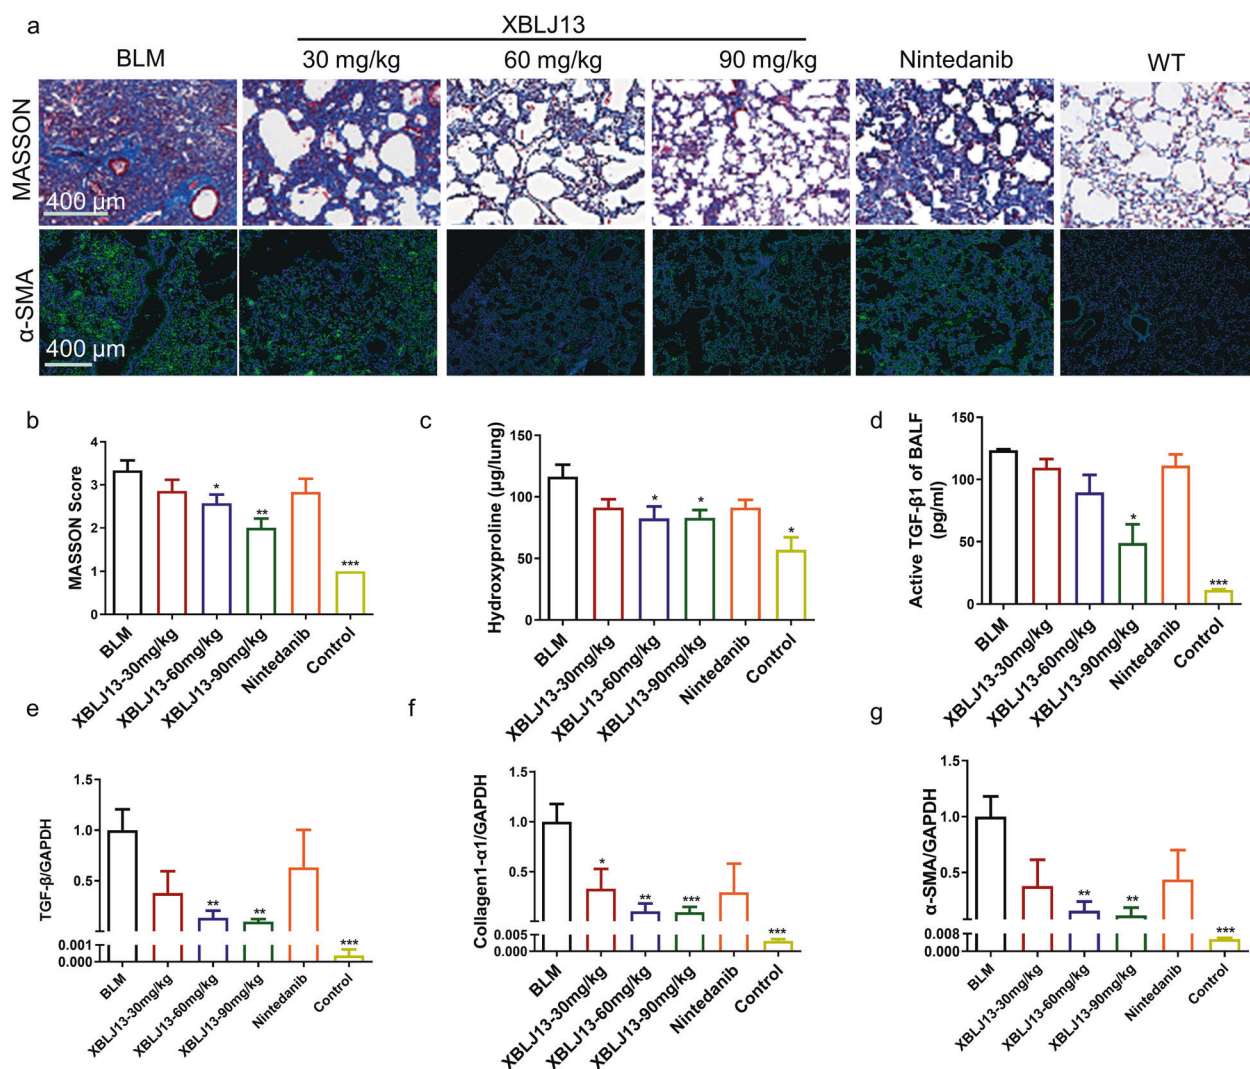 a
XBLJ13
BLM 30 mg/kg 60 mg/kg 90 mg/kg Nintedanib WT
MASSON
400 µm
α-SMA
400 µm
b
MASSON Score
4
3
2
1
0
*
**
***
BLM
XBLJ13-30mg/kg
XBLJ13-60mg/kg
XBLJ13-90mg/kg
Nintedanib
Control
c
Hydroxyproline (µg/lung)
150
100
50
0
*
*
*
BLM
XBLJ13-30mg/kg
XBLJ13-60mg/kg
XBLJ13-90mg/kg
Nintedanib
Control
d
Active TGF-β1 of BALF
(pg/ml)
150
100
50
0
*
***
BLM
XBLJ13-30mg/kg
XBLJ13-60mg/kg
XBLJ13-90mg/kg
Nintedanib
Control
e
TGF-β/GAPDH
1.5
1.0
0.5
0.001
0.000
**
**
***
BLM
XBLJ13-30mg/kg
XBLJ13-60mg/kg
XBLJ13-90mg/kg
Nintedanib
Control
f
Collagen1-α1/GAPDH
1.5
1.0
0.5
0.005
0.000
*
**
***
***
BLM
XBLJ13-30mg/kg
XBLJ13-60mg/kg
XBLJ13-90mg/kg
Nintedanib
Control
g
α-SMA/GAPDH
1.5
1.0
0.5
0.008
0.000
**
**
***
BLM
XBLJ13-30mg/kg
XBLJ13-60mg/kg
XBLJ13-90mg/kg
Nintedanib
Control